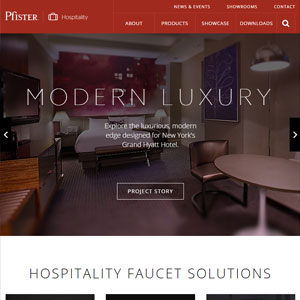 NEWS & EVENTS SHOWROOMS CONTACT
Pfister Hospitality
ABOUT PRODUCTS SHOWCASE DOWNLOADS
MODERN LUXURY
Explore the luxurious, modern
edge designed for New York's
Grand Hyatt Hotel.
PROJECT STORY
HOSPITALITY FAUCET SOLUTIONS